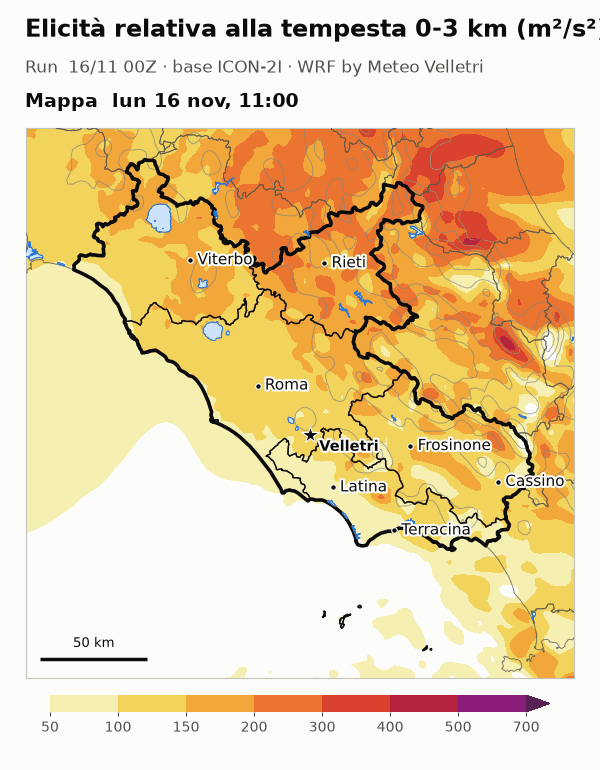 Elicità relativa alla tempesta 0-3 km (m²/s²)
Run 16/11 00Z · base ICON-2I · WRF by Meteo Velletri
Mappa lun 16 nov, 11:00
Viterbo
Rieti
Roma
Velletri
Frosinone
Cassino
Latina
Terracina
50 km
50 100 150 200 300 400 500 700